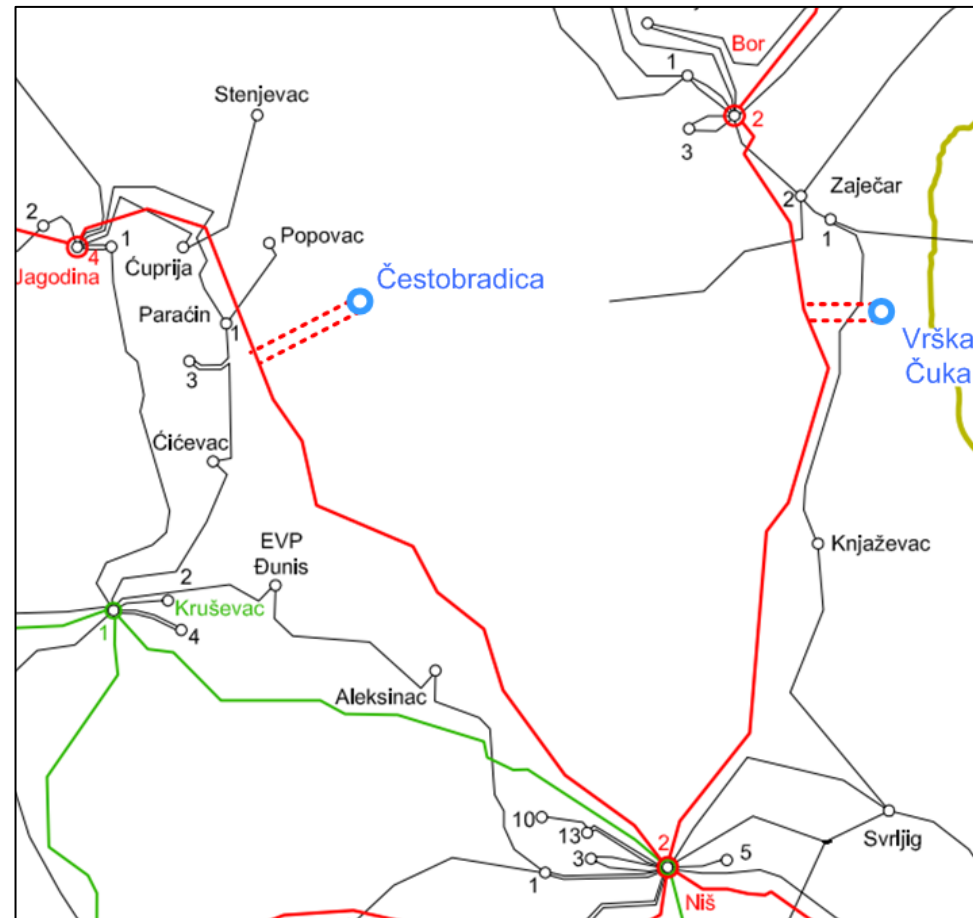 Bor
1
2
3
Stenjevac
Zaječar
2
1
2
4
1
Popovac
Jagodina
Ćuprija
Čestobradica
Paraćin
1
3
Vrška
Čuka
Ćićevac
EVP
Đunis
Knjaževac
2
Kruševac
1
4
Aleksinac
10
13
2
3
5
Svrljig
1
Niš